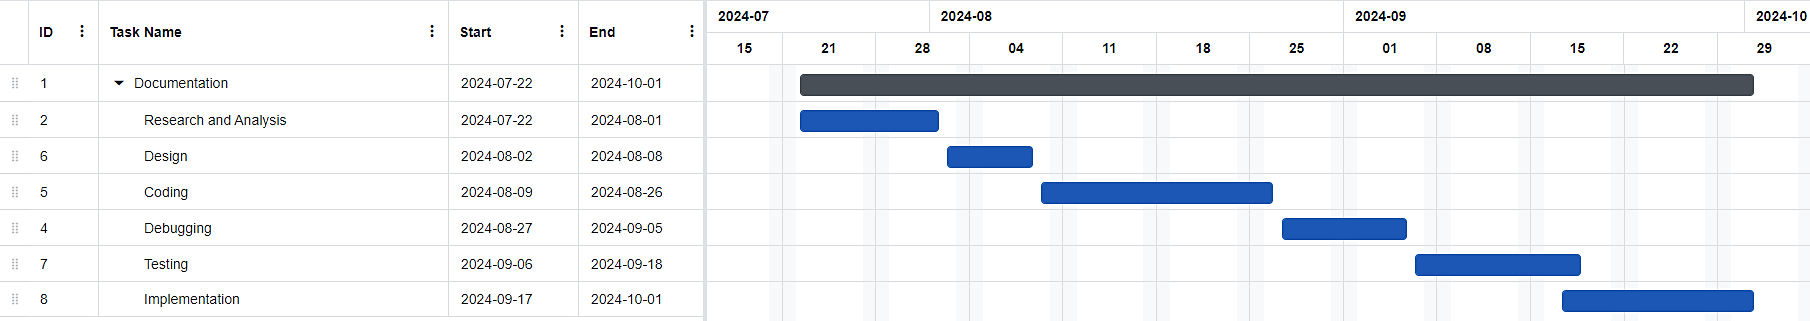 2024-07 2024-08 2024-09 2024-10
ID Task Name Start End
15 21 28 04 11 18 25 01 08 15 22 29
1 Documentation 2024-07-22 2024-10-01
2 Research and Analysis 2024-07-22 2024-08-01
6 Design 2024-08-02 2024-08-08
5 Coding 2024-08-09 2024-08-26
4 Debugging 2024-08-27 2024-09-05
7 Testing 2024-09-06 2024-09-18
8 Implementation 2024-09-17 2024-10-01